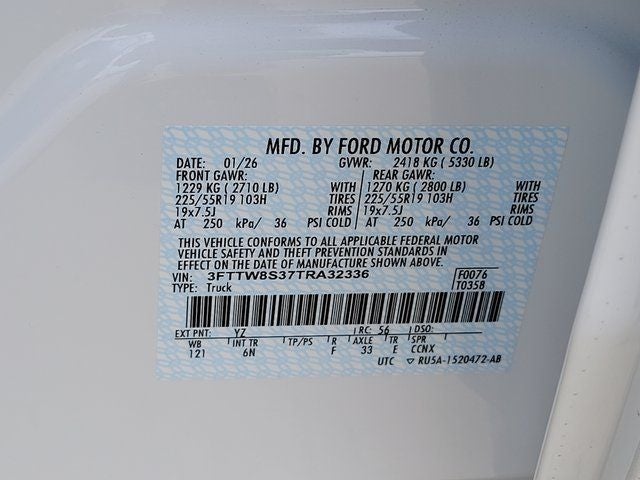 MFD. BY FORD MOTOR CO.
DATE: 01/26 GVWR: 2418 KG ( 5330 LB)
FRONT GAWR: REAR GAWR:
1229 KG ( 2710 LB) WITH 1270 KG ( 2800 LB) WITH
225/55R19 103H TIRES 225/55R19 103H TIRES
19x7.5J RIMS 19x7.5J RIMS
AT 250 kPa/ 36 PSI COLD AT 250 kPa/ 36 PSI COLD
THIS VEHICLE CONFORMS TO ALL APPLICABLE FEDERAL MOTOR
VEHICLE SAFETY AND THEFT PREVENTION STANDARDS IN
EFFECT ON THE DATE OF MANUFACTURE SHOWN ABOVE.
VIN: 3FTTW8S37TRA32336 F0076
TYPE: Truck T0358
EXT PNT: YZ RC: 56 DSO:
WB INT TR TP/PS R AXLE TR SPR
121 6N F 33 E CCNX
UTC ▽ RU5A-1520472-AB